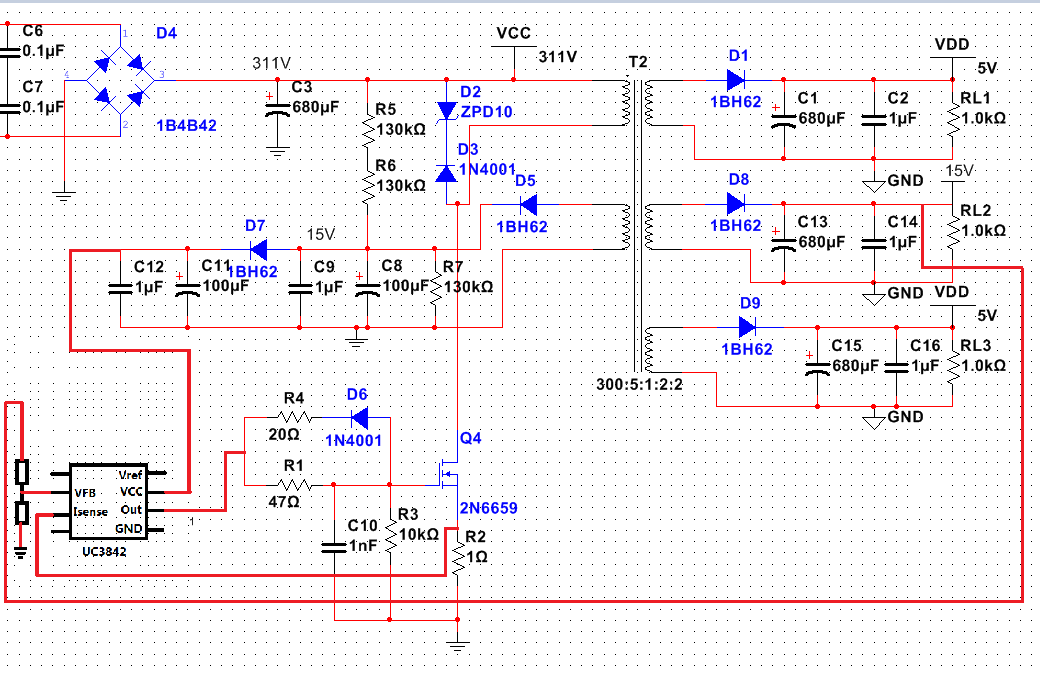 C6
0.1µF
C7
0.1µF
1
4
3
2
D4
1B4B42
311V
C3
680µF
+
VCC
311V
R5
130kΩ
R6
130kΩ
D2
ZPD10
D3
1N4001
D5
1BH62
T2
300:5:1:2:2
D1
1BH62
C1
680µF
+
C2
1µF
VDD
5V
RL1
1.0kΩ
GND
D8
1BH62
C13
680µF
+
C14
1µF
15V
RL2
1.0kΩ
GND
D9
1BH62
C15
680µF
+
C16
1µF
VDD
5V
RL3
1.0kΩ
GND
C12
1µF
C11
100µF
+
D7
1BH62
15V
C9
1µF
C8
100µF
+
R7
130kΩ
R4
20Ω
D6
1N4001
R1
47Ω
Q4
2N6659
C10
1nF
R3
10kΩ
R2
1Ω
Vref
VFB
VCC
Isense
Out
GND
UC3842
1